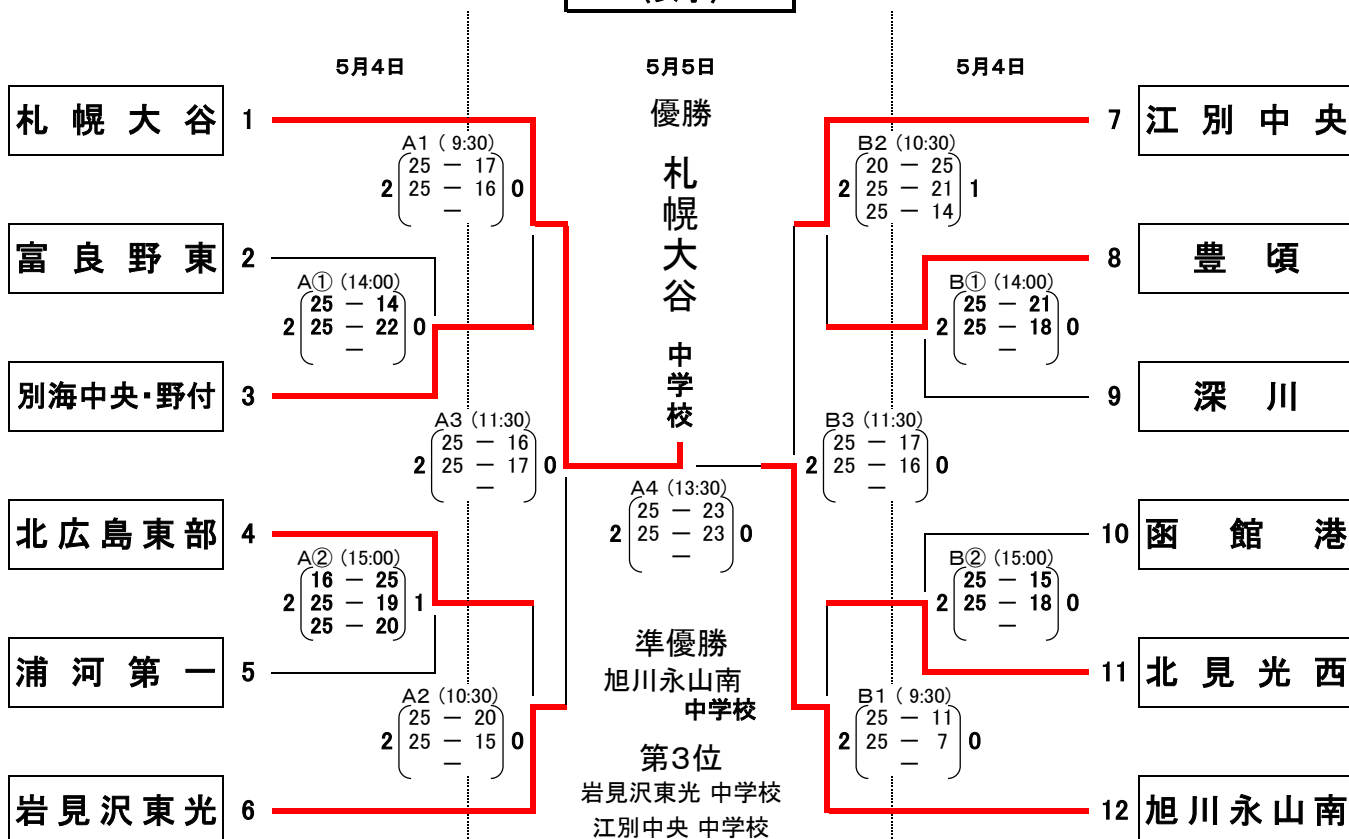 5月4日
5月5日
5月4日
札幌大谷 1
A1 ( 9:30)
2 25 ー 17 0
25 ー 16
ー
富良野東 2
A① (14:00)
2 25 ー 14 0
25 ー 22
ー
別海中央・野付 3
A3 (11:30)
2 25 ー 16 0
25 ー 17
ー
北広島東部 4
A② (15:00)
2 16 ー 25 1
25 ー 19
25 ー 20
浦河第一 5
A2 (10:30)
2 25 ー 20 0
25 ー 15
ー
岩見沢東光 6
優勝
札幌大谷 中学校
A4 (13:30)
2 25 ー 23 0
25 ー 23
ー
準優勝
旭川永山南
中学校
第3位
岩見沢東光 中学校
江別中央 中学校
7 江別中央
B2 (10:30)
2 20 ー 25 1
25 ー 21
25 ー 14
8 豊頃
B① (14:00)
2 25 ー 21 0
25 ー 18
ー
9 深川
B3 (11:30)
2 25 ー 17 0
25 ー 16
ー
10 函館港
B② (15:00)
2 25 ー 15 0
25 ー 18
ー
11 北見光西
B1 ( 9:30)
2 25 ー 11 0
25 ー 7
ー
12 旭川永山南